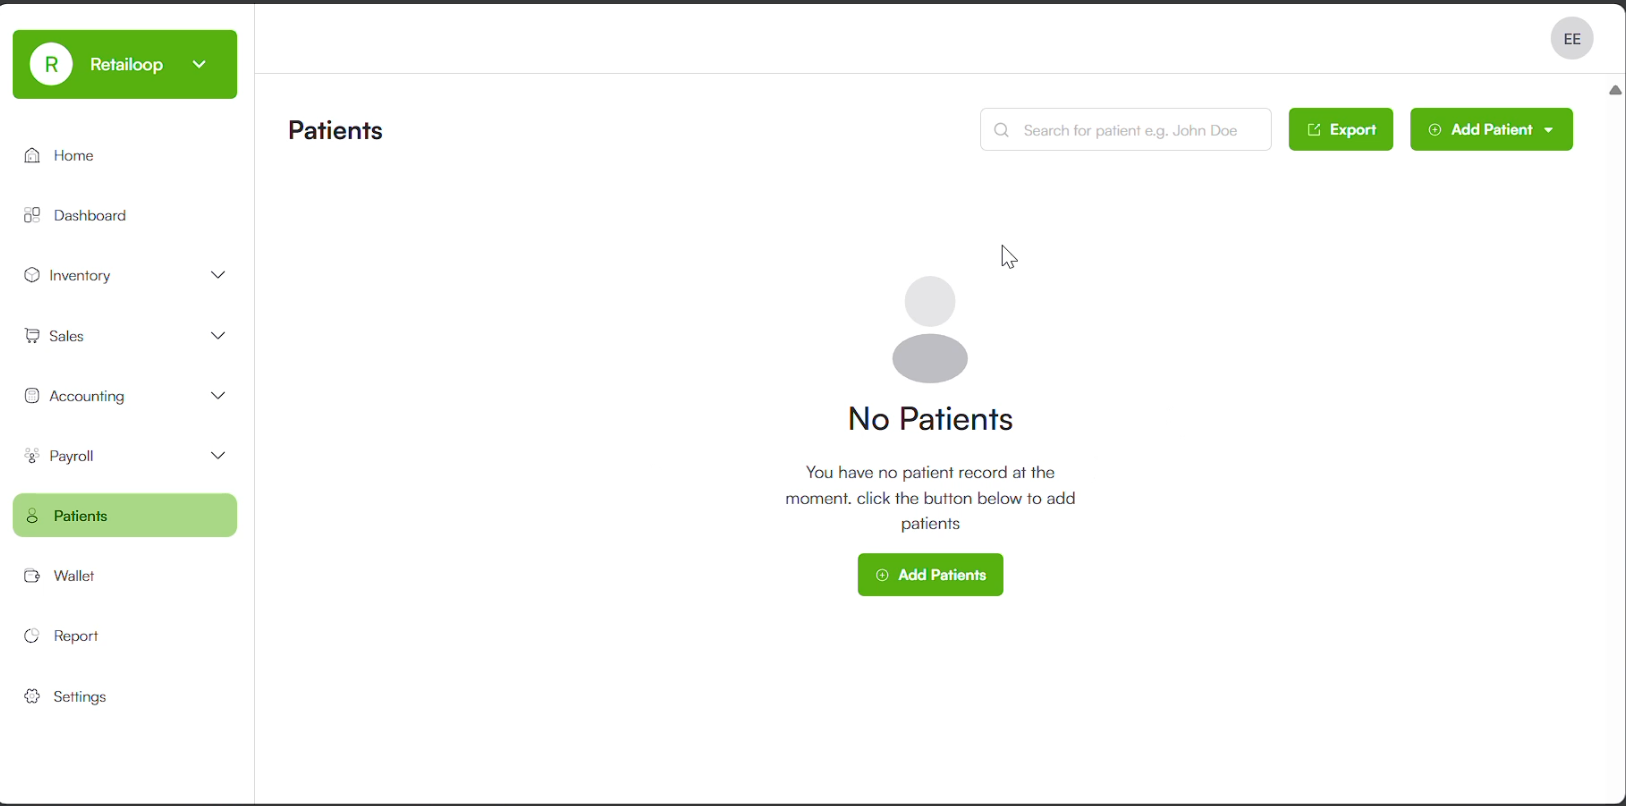 R Retailoop
EE
Home
Dashboard
Inventory
Sales
Accounting
Payroll
Patients
Wallet
Report
Settings
Patients
Search for patient e.g. John Doe
Export
Add Patient
No Patients
You have no patient record at the
moment. click the button below to add
patients
Add Patients